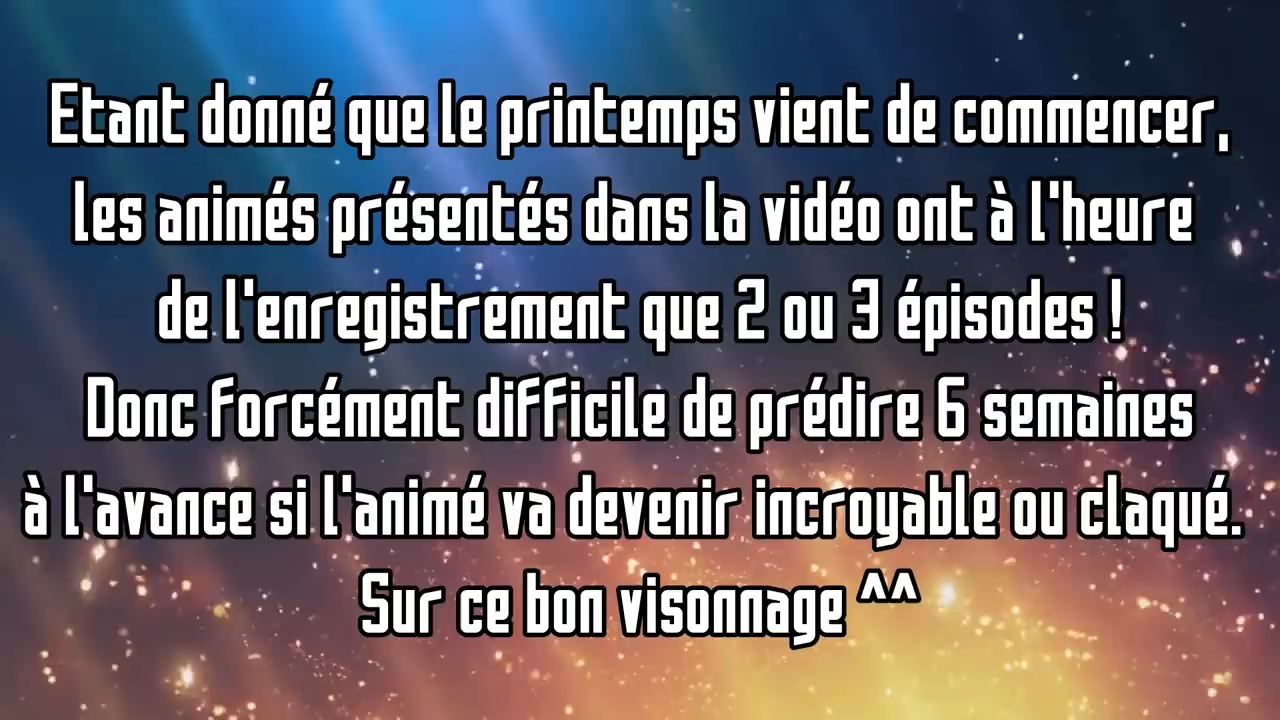 Etant donné que le printemps vient de commencer,
les animés présentés dans la vidéo ont à l'heure
de l'enregistrement que 2 ou 3 épisodes !
Donc forcément difficile de prédire 6 semaines
à l'avance si l'animé va devenir incroyable ou claqué.
Sur ce bon visonnage ^^